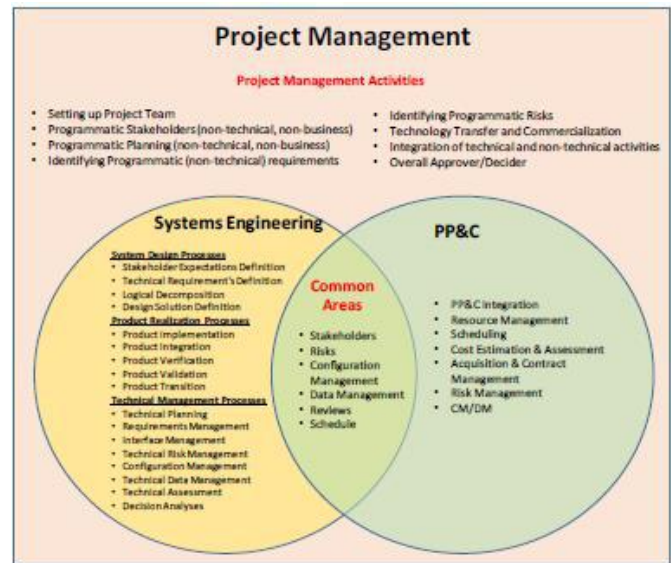 Project Management
Project Management Activities
• Setting up Project Team
• Programmatic Stakeholders (non-technical, non-business)
• Programmatic Planning (non-technical, non-business)
• Identifying Programmatic (non-technical) requirements
• Identifying Programmatic Risks
• Technology Transfer and Commercialization
• Integration of technical and non-technical activities
• Overall Approver/Decider
Systems Engineering
System Design Processes
• Stakeholder Expectations Definition
• Technical Requirement's Definition
• Logical Decomposition
• Design Solution Definition
Product Realization Processes
• Product Implementation
• Product Integration
• Product Verification
• Product Validation
• Product Transition
Technical Management Processes
• Technical Planning
• Requirements Management
• Interface Management
• Technical Risk Management
• Configuration Management
• Technical Data Management
• Technical Assessment
• Decision Analyses
Common
Areas
• Stakeholders
• Risks
• Configuration
Management
• Data Management
• Reviews
• Schedule
PP&C
• PP&C Integration
• Resource Management
• Scheduling
• Cost Estimation & Assessment
• Acquisition & Contract
Management
• Risk Management
• CM/DM